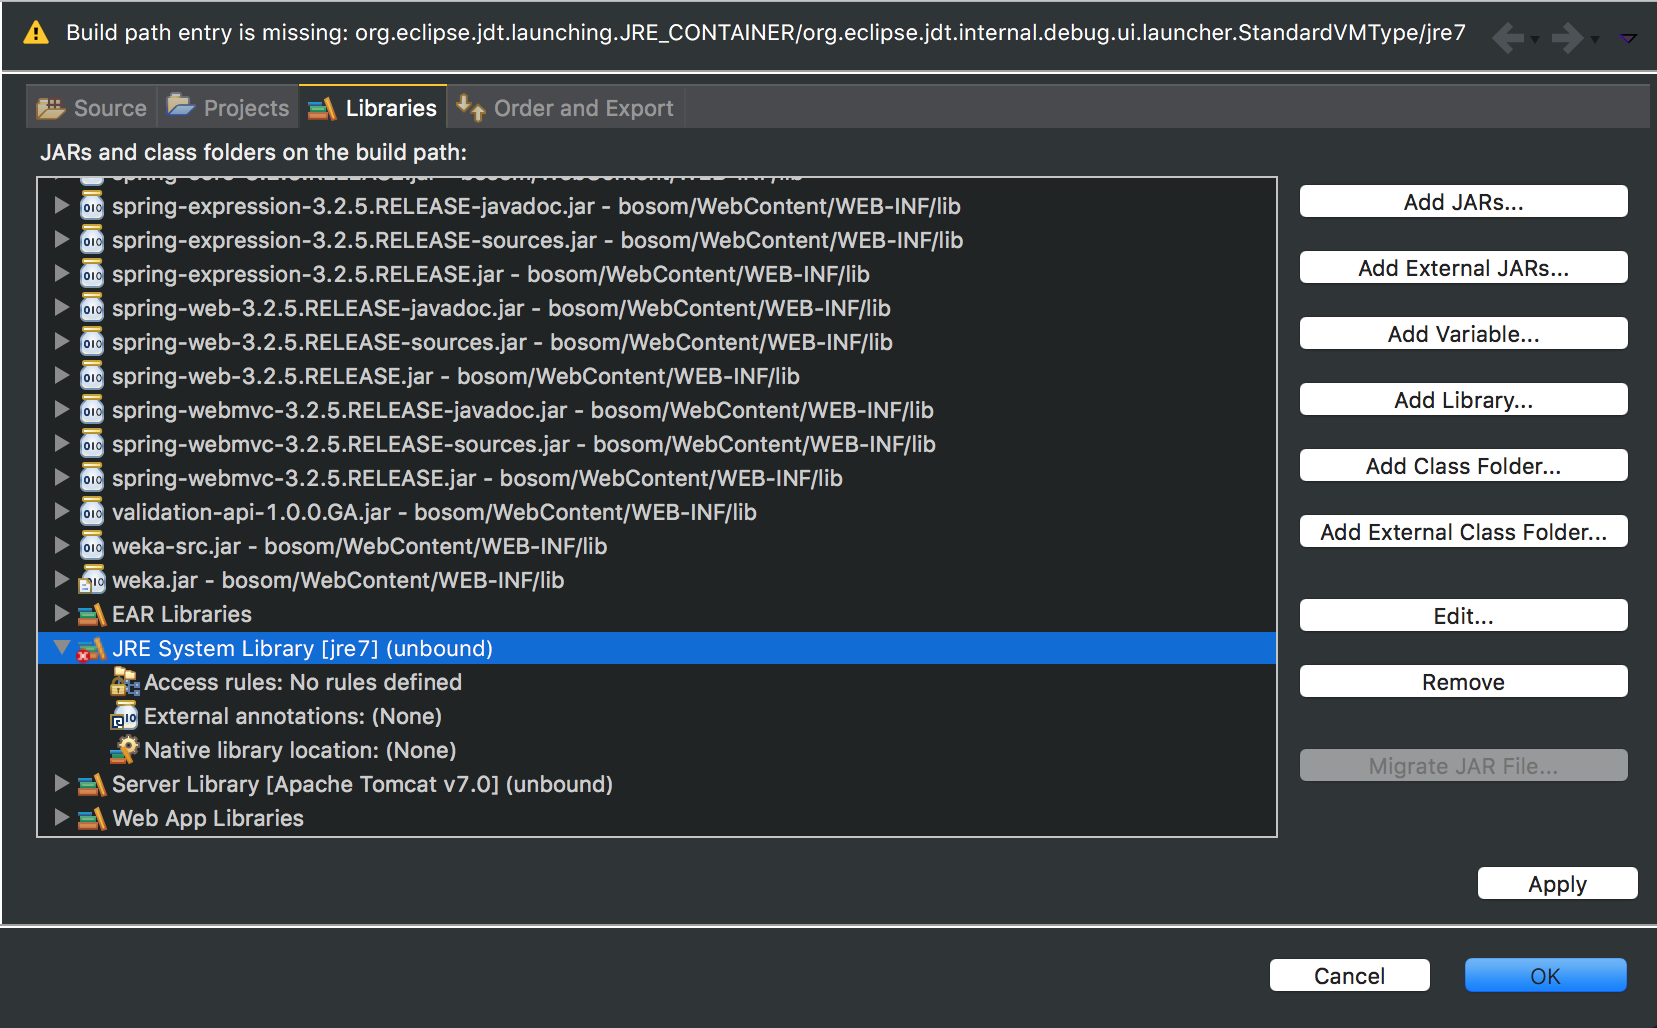 Build path entry is missing: org.eclipse.jdt.launching.JRE_CONTAINER/org.eclipse.jdt.internal.debug.ui.launcher.StandardVMType/jre7
Source Projects Libraries Order and Export
JARs and class folders on the build path:
spring-expression-3.2.5.RELEASE-javadoc.jar - bosom/WebContent/WEB-INF/lib
spring-expression-3.2.5.RELEASE-sources.jar - bosom/WebContent/WEB-INF/lib
spring-expression-3.2.5.RELEASE.jar - bosom/WebContent/WEB-INF/lib
spring-web-3.2.5.RELEASE-javadoc.jar - bosom/WebContent/WEB-INF/lib
spring-web-3.2.5.RELEASE-sources.jar - bosom/WebContent/WEB-INF/lib
spring-web-3.2.5.RELEASE.jar - bosom/WebContent/WEB-INF/lib
spring-webmvc-3.2.5.RELEASE-javadoc.jar - bosom/WebContent/WEB-INF/lib
spring-webmvc-3.2.5.RELEASE-sources.jar - bosom/WebContent/WEB-INF/lib
spring-webmvc-3.2.5.RELEASE.jar - bosom/WebContent/WEB-INF/lib
validation-api-1.0.0.GA.jar - bosom/WebContent/WEB-INF/lib
weka-src.jar - bosom/WebContent/WEB-INF/lib
weka.jar - bosom/WebContent/WEB-INF/lib
EAR Libraries
JRE System Library [jre7] (unbound)
Access rules: No rules defined
External annotations: (None)
Native library location: (None)
Server Library [Apache Tomcat v7.0] (unbound)
Web App Libraries
Add JARs...
Add External JARs...
Add Variable...
Add Library...
Add Class Folder...
Add External Class Folder...
Edit...
Remove
Migrate JAR File...
Apply
Cancel
OK